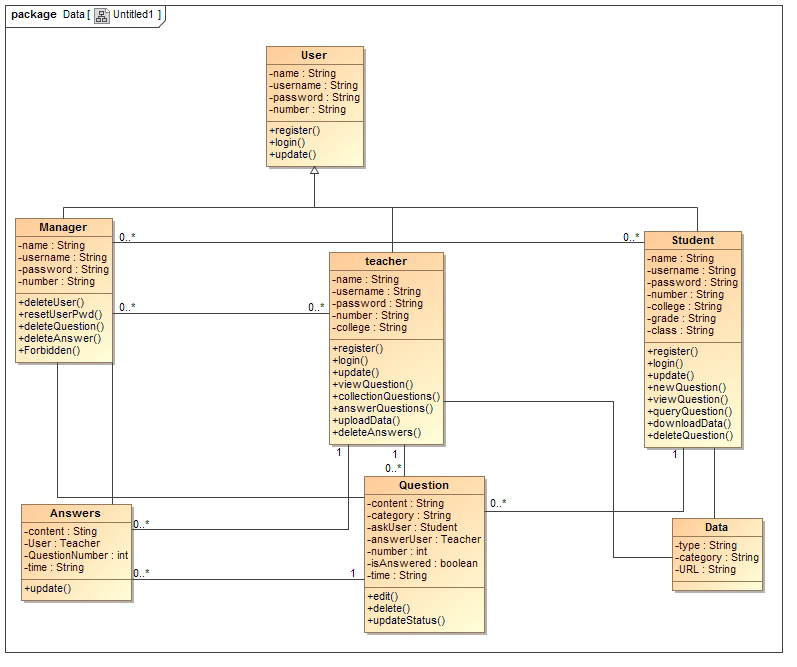 package Data [ Untitled1 ]
User
-name : String
-username : String
-password : String
-number : String
+register()
+login()
+update()
Manager
-name : String
-username : String
-password : String
-number : String
+deleteUser()
+resetUserPwd()
+deleteQuestion()
+deleteAnswer()
+Forbidden()
0..*
0..*
0..*
0..*
teacher
-name : String
-username : String
-password : String
-number : String
-college : String
+register()
+login()
+update()
+viewQuestion()
+collectionQuestions()
+answerQuestions()
+uploadData()
+deleteAnswers()
Student
-name : String
-username : String
-password : String
-number : String
-college : String
-grade : String
-class : String
+register()
+login()
+update()
+newQuestion()
+viewQuestion()
+queryQuestion()
+downloadData()
+deleteQuestion()
1
1
1
0..*
Answers
-content : Sting
-User : Teacher
-QuestionNumber : int
-time : String
+update()
0..*
0..*
1
Question
-content : String
-category : String
-askUser : Student
-answerUser : Teacher
-number : int
-isAnswered : boolean
-time : String
+edit()
+delete()
+updateStatus()
0..*
Data
-type : String
-category : String
-URL : String